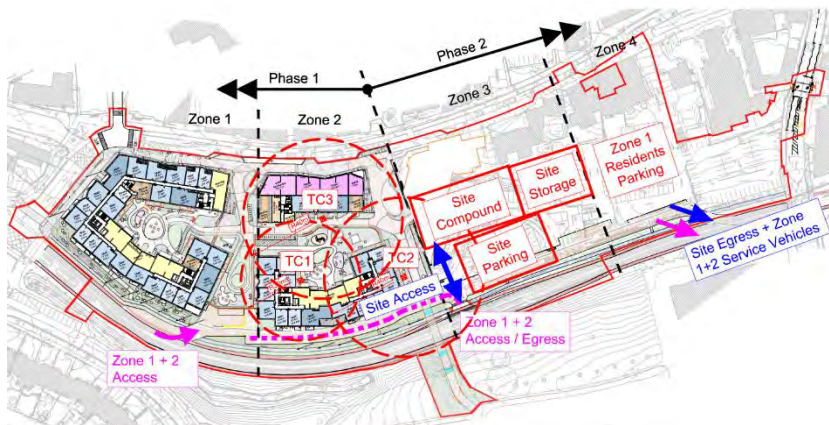 Phase 1
Phase 2
Zone 1
Zone 2
Zone 3
Zone 4
TC3
TC1
TC2
Site
Compound
Site
Storage
Site
Parking
Zone 1
Residents
Parking
Site Access
Site Egress + Zone
1+2 Service Vehicles
Zone 1 + 2
Access / Egress
Zone 1 + 2
Access